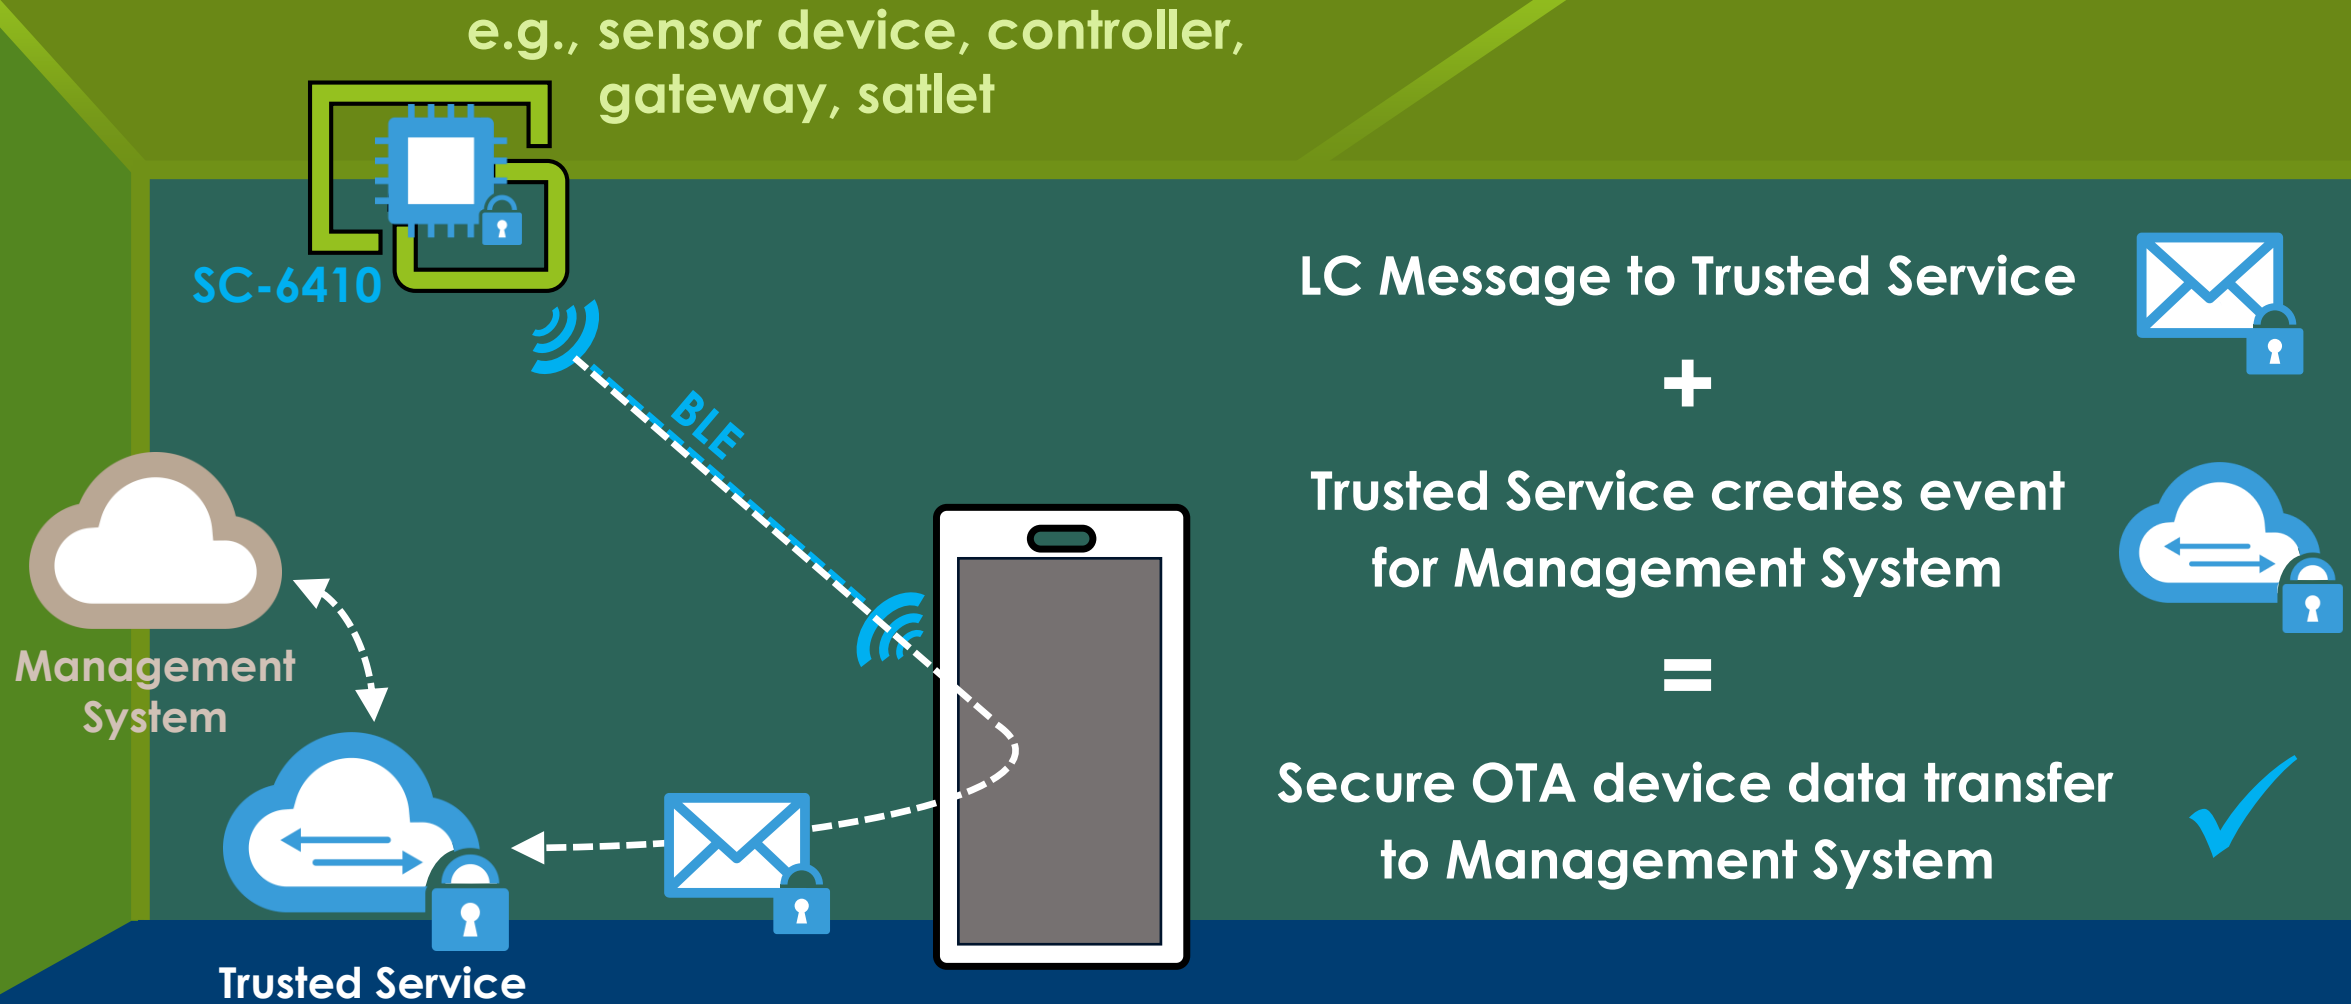 e.g., sensor device, controller,
gateway, satlet
SC-6410
BLE
Management
System
Trusted Service
LC Message to Trusted Service
+
Trusted Service creates event
for Management System
=
Secure OTA device data transfer
to Management System